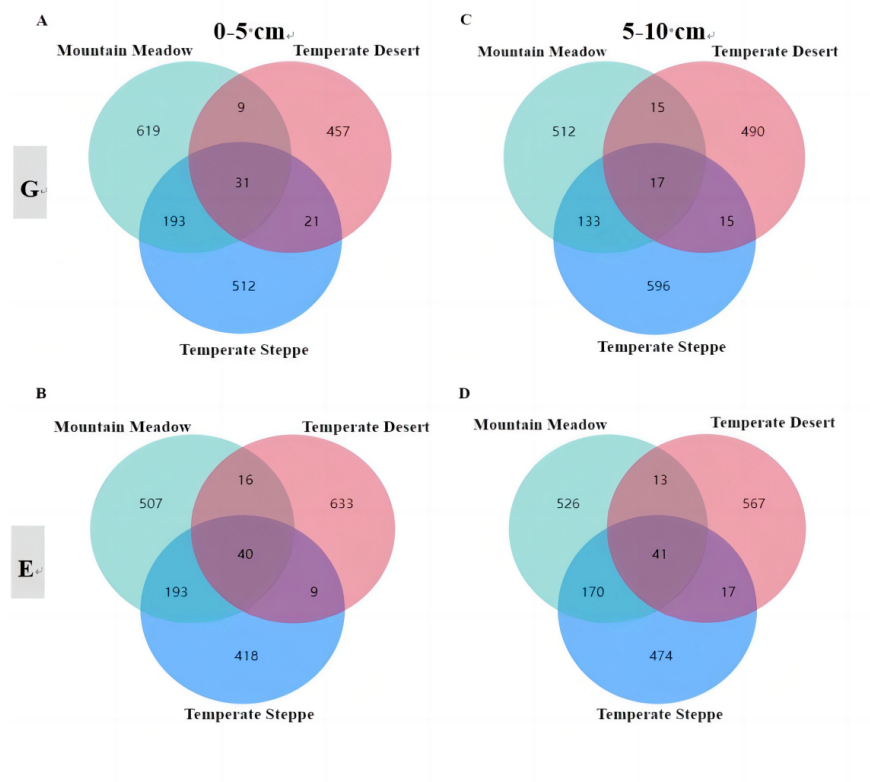 A
0-5 cm↵
Mountain Meadow
Temperate Desert
9
619
457
31
193
21
512
Temperate Steppe
C
5-10 cm↵
Mountain Meadow
Temperate Desert
15
512
490
17
133
15
596
Temperate Steppe
G↵
B
Mountain Meadow
Temperate Desert
16
507
633
40
193
9
418
Temperate Steppe
D
Mountain Meadow
Temperate Desert
13
526
567
41
170
17
474
Temperate Steppe
E↵